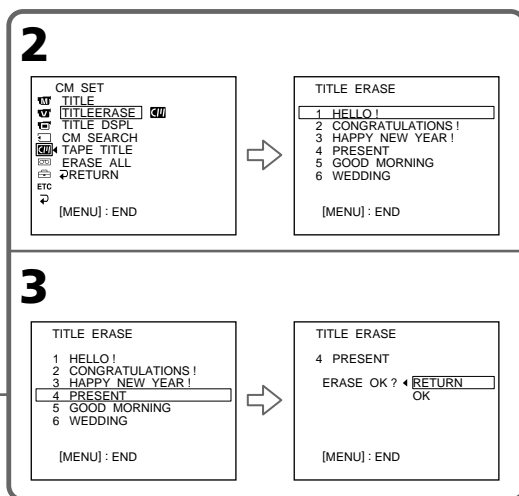 2
CM SET
TITLE
TITLEERASE
TITLE DSPL
CM SEARCH
TAPE TITLE
ERASE ALL
RETURN
ETC
[MENU] : END
TITLE ERASE
1 HELLO !
2 CONGRATULATIONS !
3 HAPPY NEW YEAR !
4 PRESENT
5 GOOD MORNING
6 WEDDING
[MENU] : END
3
TITLE ERASE
1 HELLO !
2 CONGRATULATIONS !
3 HAPPY NEW YEAR !
4 PRESENT
5 GOOD MORNING
6 WEDDING
[MENU] : END
TITLE ERASE
4 PRESENT
ERASE OK ? RETURN
OK
[MENU] : END